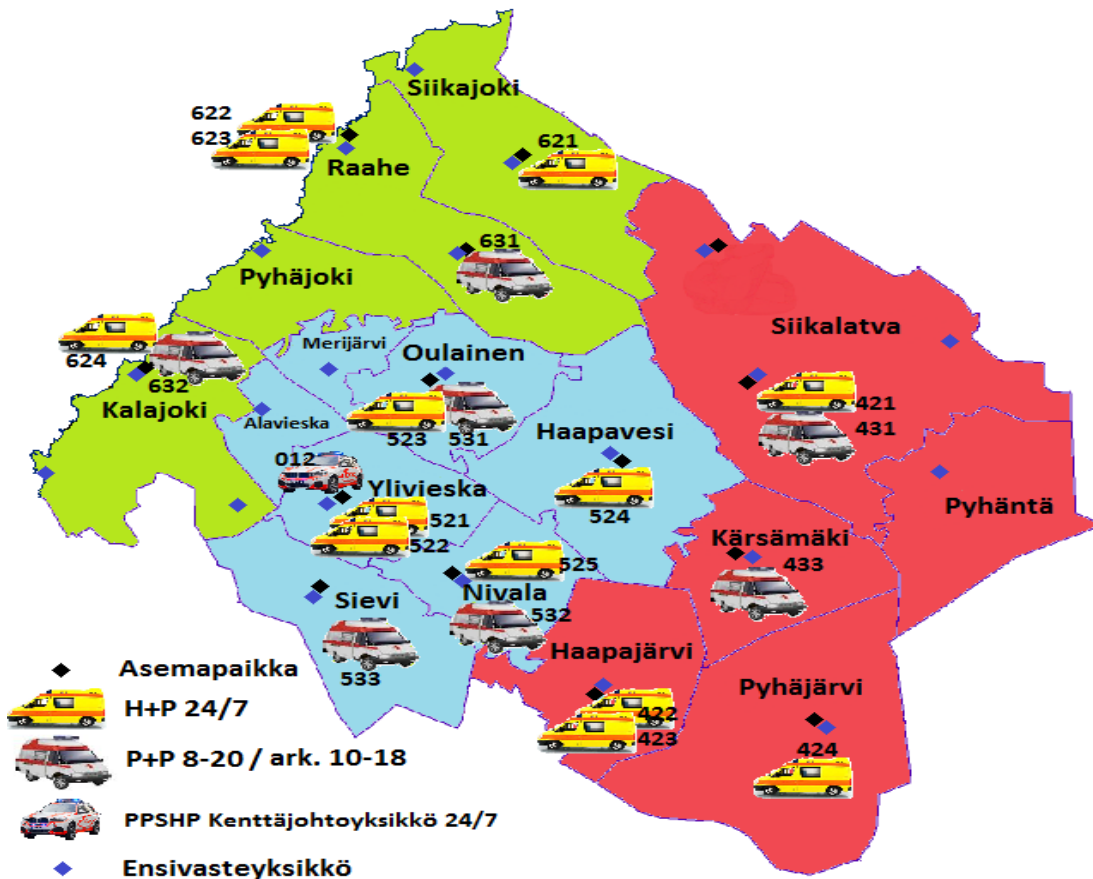 Siikajoki
622
623
Raahe
621
631
Pyhäjoki
Siikalatva
Merijärvi
Oulainen
624
632
Kalajoki
Alavieska
421
431
523
531
Haapavesi
012
Ylivieska
521
522
524
Pyhäntä
Kärsämäki
433
525
Nivala
532
Sievi
533
Haapajärvi
422
423
Pyhäjärvi
424
Asemapaikka
H+P 24/7
P+P 8-20 / ark. 10-18
PPSHP Kenttäjohtoyksikkö 24/7
Ensivasteyksikkö